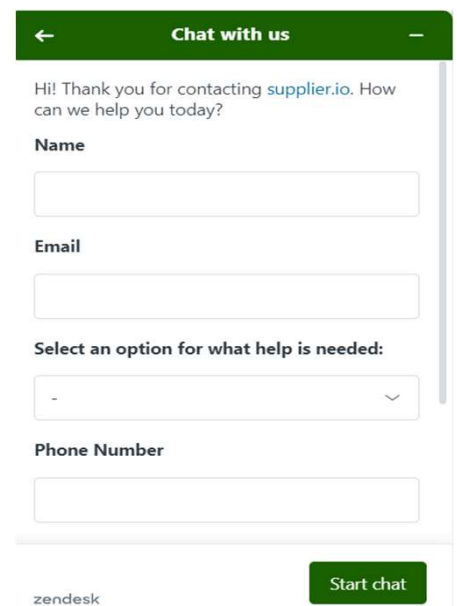 Chat with us
Hi! Thank you for contacting supplier.io. How
can we help you today?
Name
Email
Select an option for what help is needed:
-
Phone Number
Start chat
zendesk